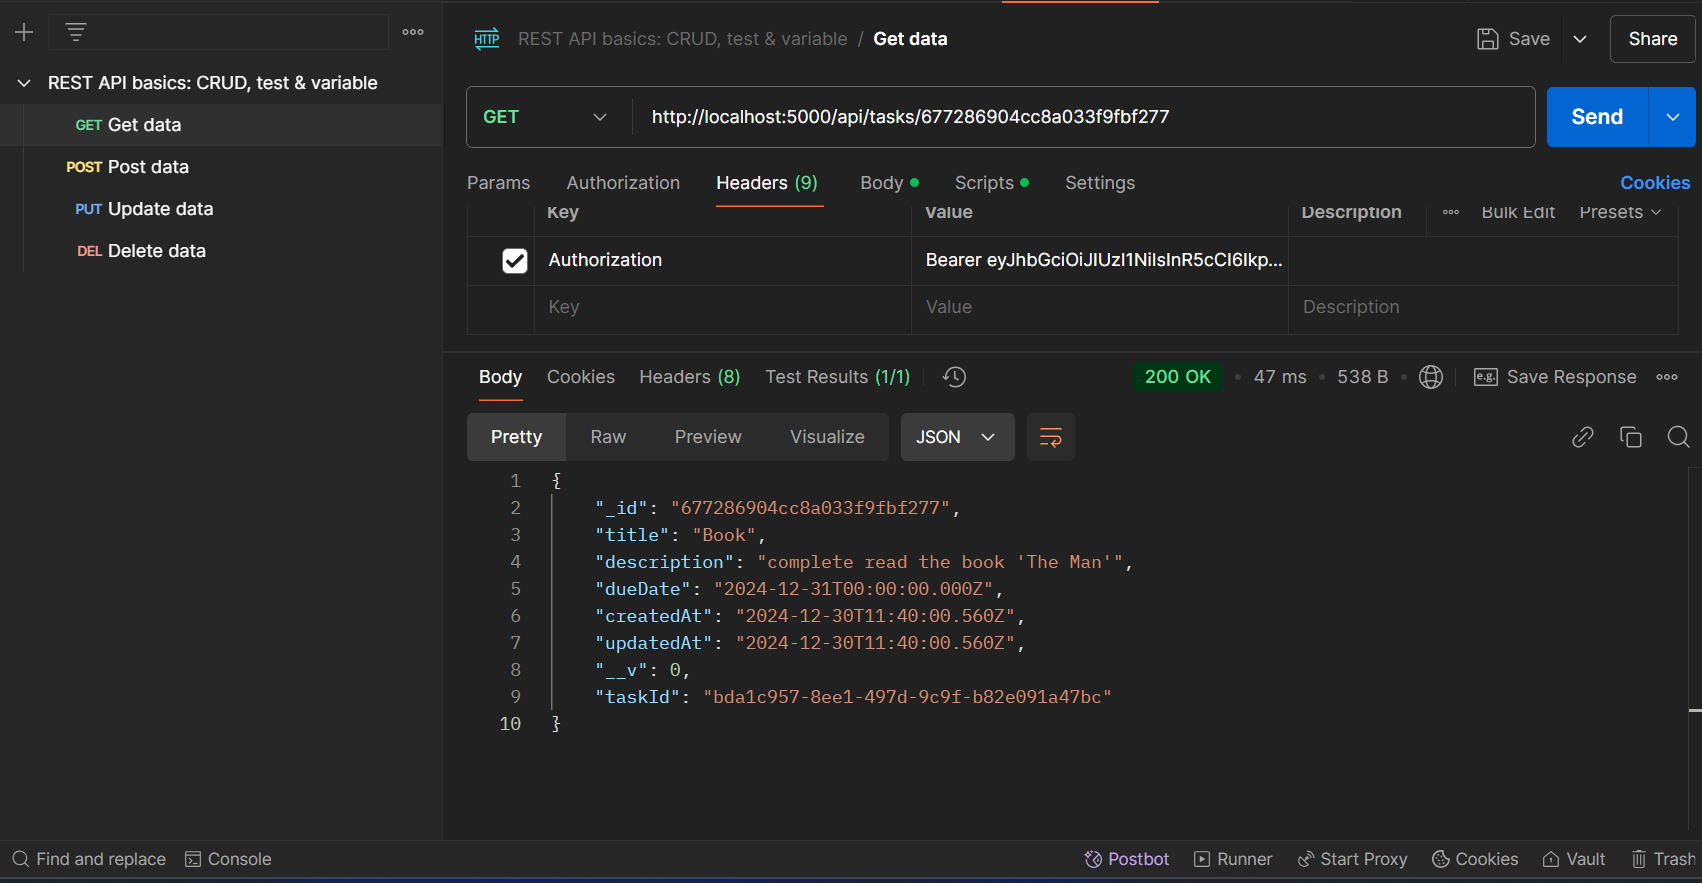 REST API basics: CRUD, test & variable
GET Get data
POST Post data
PUT Update data
DEL Delete data
HTTP REST API basics: CRUD, test & variable / Get data
Save
Share
GET
http://localhost:5000/api/tasks/677286904cc8a033f9fbf277
Send
Params Authorization Headers (9) Body Scripts Settings
Cookies
Key Value Description Bulk Edit Presets
Authorization Bearer eyJhbGciOiJIUzI1NiIsInR5cCI6Ikp...
Key Value Description
Body Cookies Headers (8) Test Results (1/1)
200 OK • 47 ms • 538 B • e.g. Save Response
Pretty Raw Preview Visualize JSON
1 {
2 "_id": "677286904cc8a033f9fbf277",
3 "title": "Book",
4 "description": "complete read the book 'The Man'",
5 "dueDate": "2024-12-31T00:00:00.000Z",
6 "createdAt": "2024-12-30T11:40:00.560Z",
7 "updatedAt": "2024-12-30T11:40:00.560Z",
8 "__v": 0,
9 "taskId": "bda1c957-8ee1-497d-9c9f-b82e091a47bc"
10 }
Find and replace Console
Postbot Runner Start Proxy Cookies Vault Trash